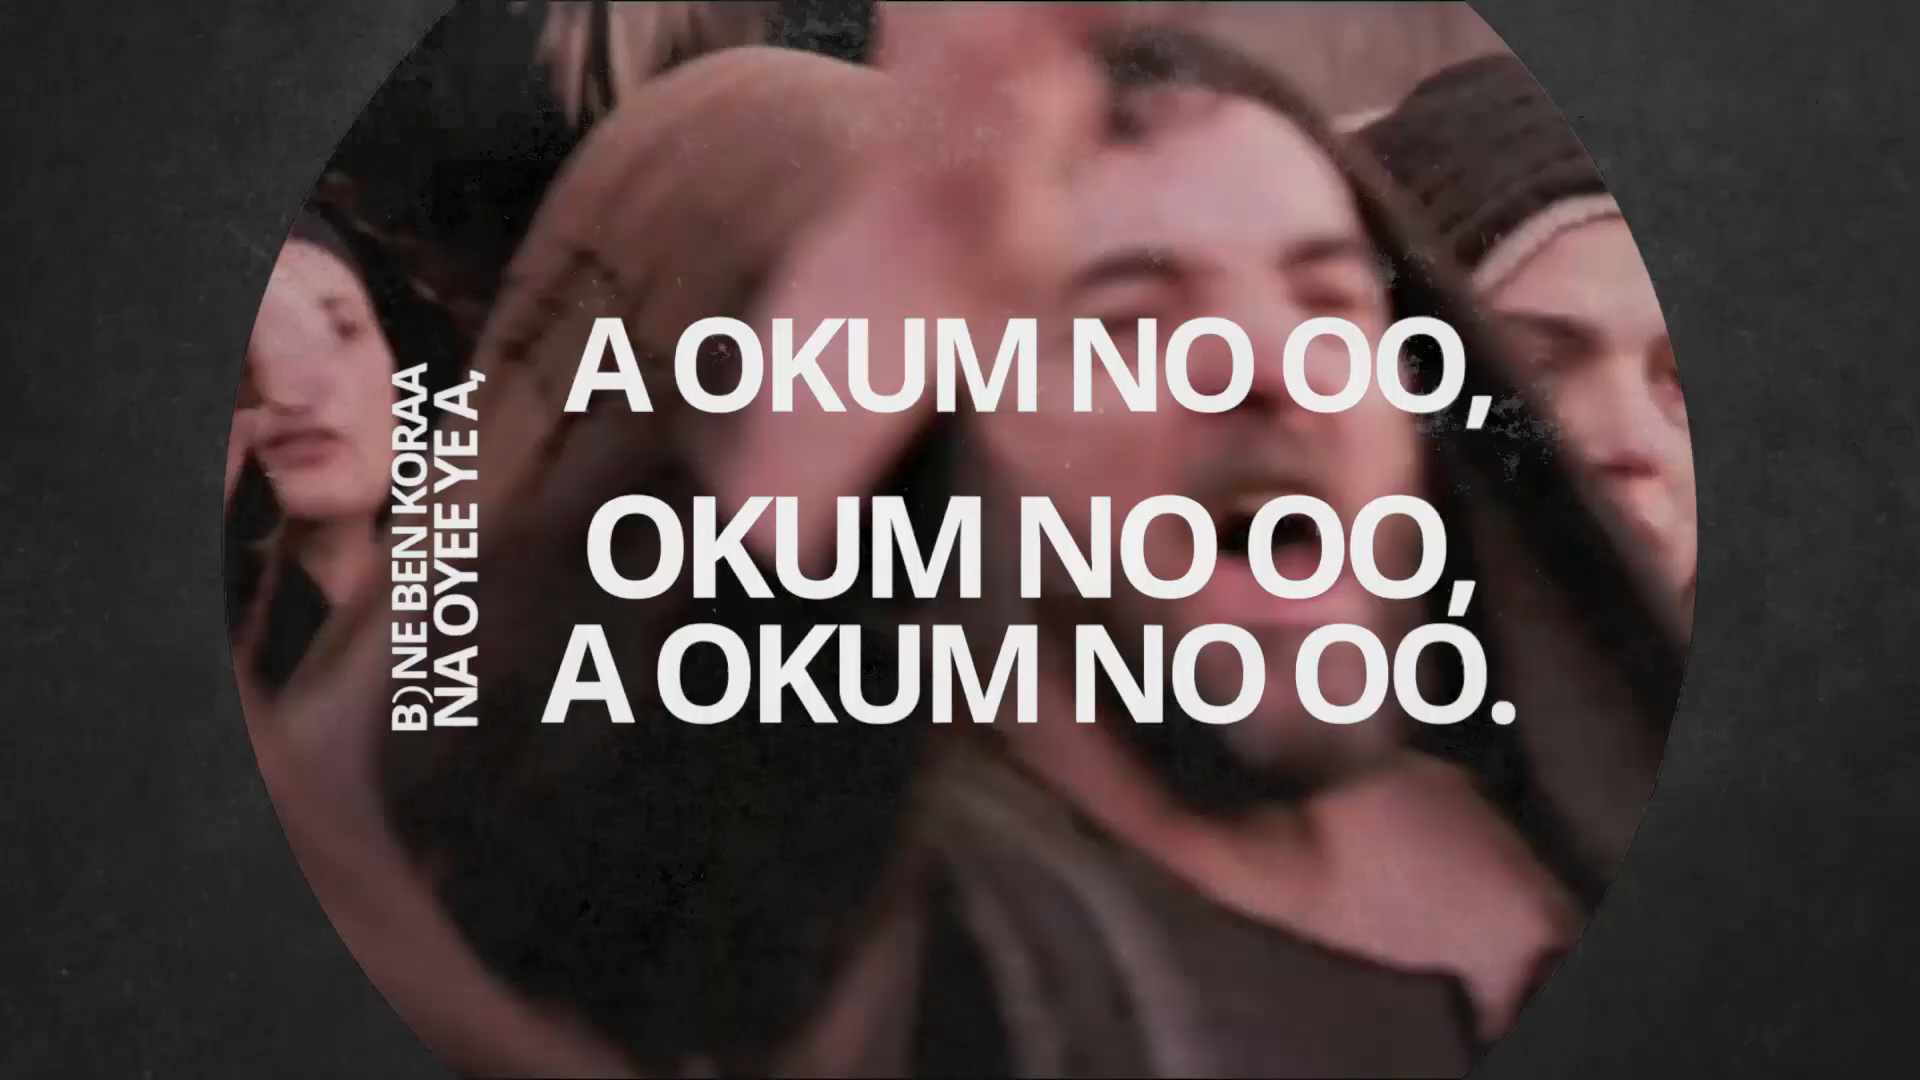 B)NE BEN KORAA
NA OYEE YE A,
A OKUM NO OO,
OKUM NO OO,
A OKUM NO OO.